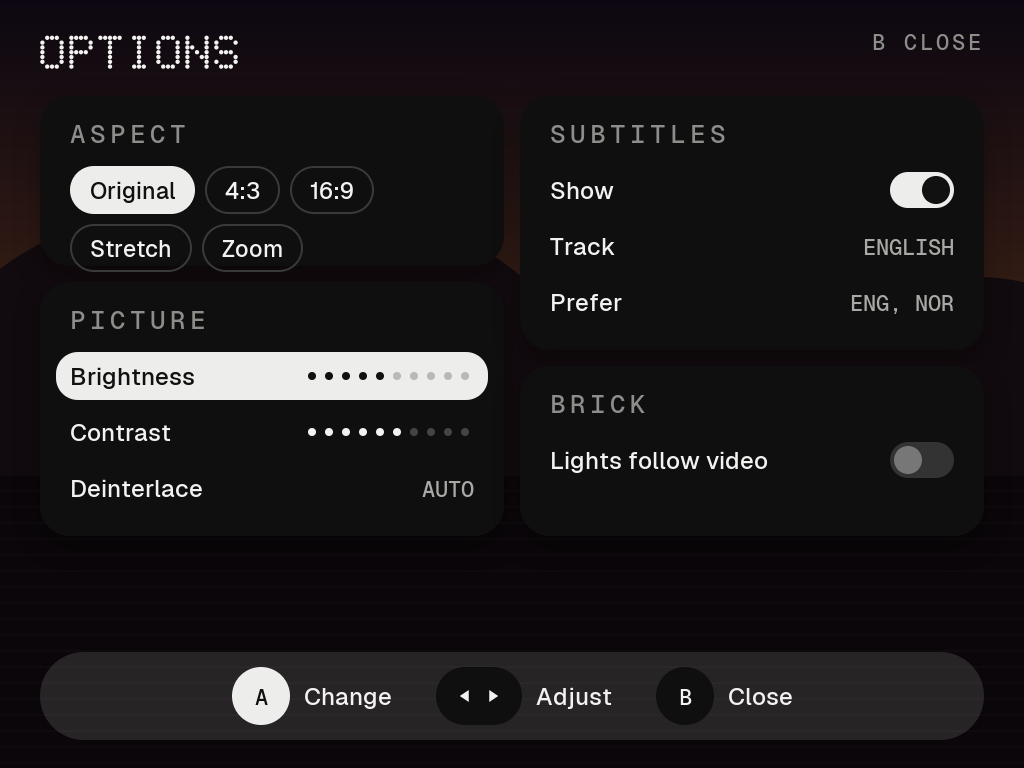 OPTIONS
B CLOSE
ASPECT
Original 4:3 16:9
Stretch Zoom
PICTURE
Brightness
Contrast
Deinterlace AUTO
SUBTITLES
Show
Track ENGLISH
Prefer ENG, NOR
BRICK
Lights follow video
A Change Adjust B Close